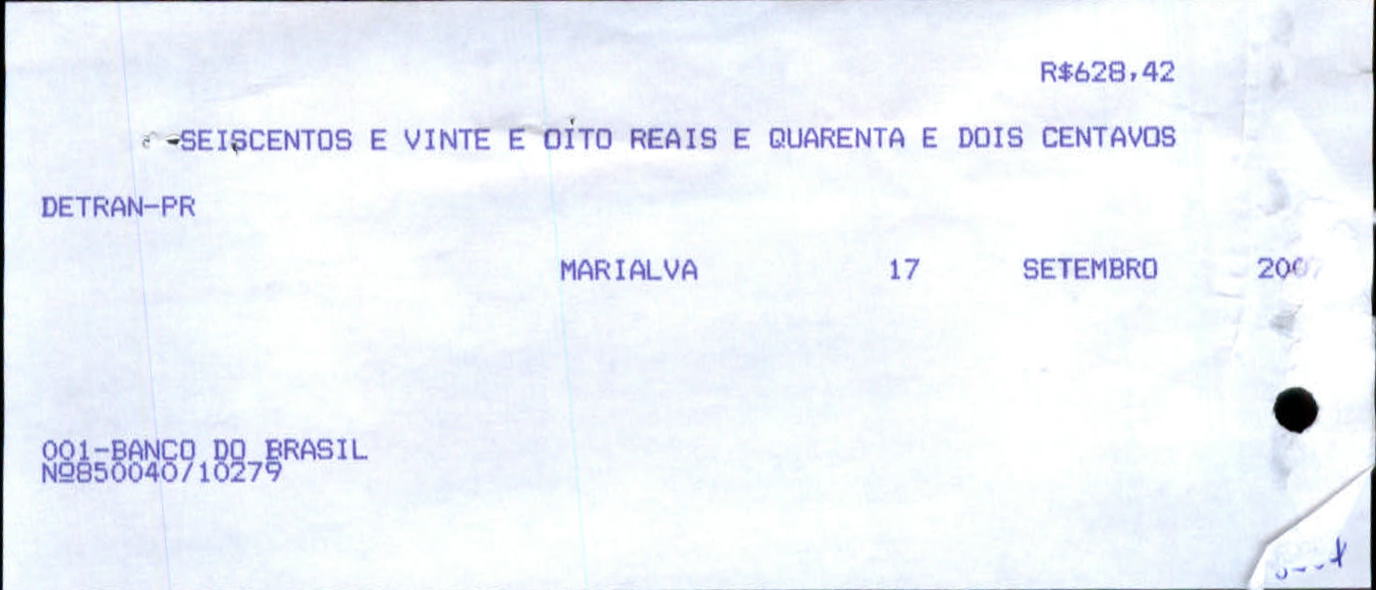 R$628,42
SEISCENTOS E VINTE E OITO REAIS E QUARENTA E DOIS CENTAVOS
DETRAN-PR
MARIALVA 17 SETEMBRO 2007
001-BANCO DO BRASIL
Nº850040/10279